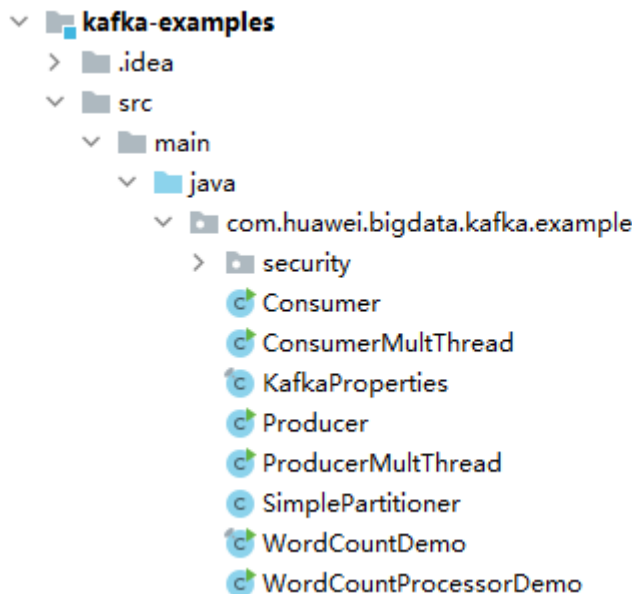 kafka-examples
.idea
src
main
java
com.huawei.bigdata.kafka.example
security
Consumer
ConsumerMultThread
KafkaProperties
Producer
ProducerMultThread
SimplePartitioner
WordCountDemo
WordCountProcessorDemo